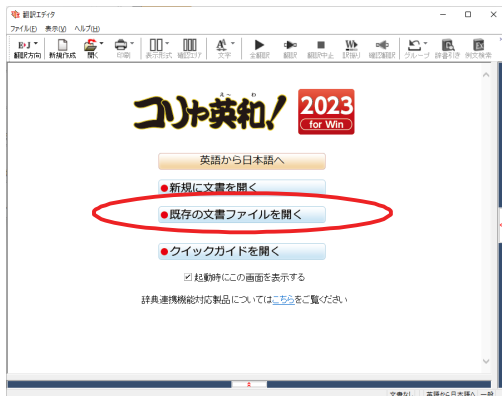 翻訳エディタ
ファイル(F) 表示(V) ヘルプ(H)
E›J
翻訳方向 新規作成 開く 印刷 表示形式 確認エリア 文字 全翻訳 翻訳 翻訳中止 訳振り 確認翻訳 グループ 辞書引き 例文検索
え～ わ
コリャ英和! 2023
for Win
英語から日本語へ
●新規に文書を開く
●既存の文書ファイルを開く
●クイックガイドを開く
起動時にこの画面を表示する
辞典連携機能対応製品についてはこちらをご覧ください
文書なし 英語から日本語へ 一般